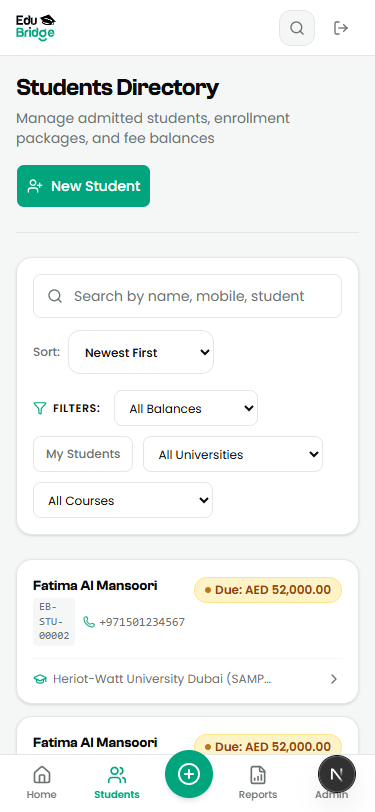 Edu
Bridge
Students Directory
Manage admitted students, enrollment
packages, and fee balances
New Student
Search by name, mobile, student
Sort:
Newest First
FILTERS:
All Balances
My Students
All Universities
All Courses
Fatima Al Mansoori
Due: AED 52,000.00
EB-
STU-
00002
+971501234567
Heriot-Watt University Dubai (SAMP...
Fatima Al Mansoori
Due: AED 52,000.00
Home
Students
Reports
Admin
N